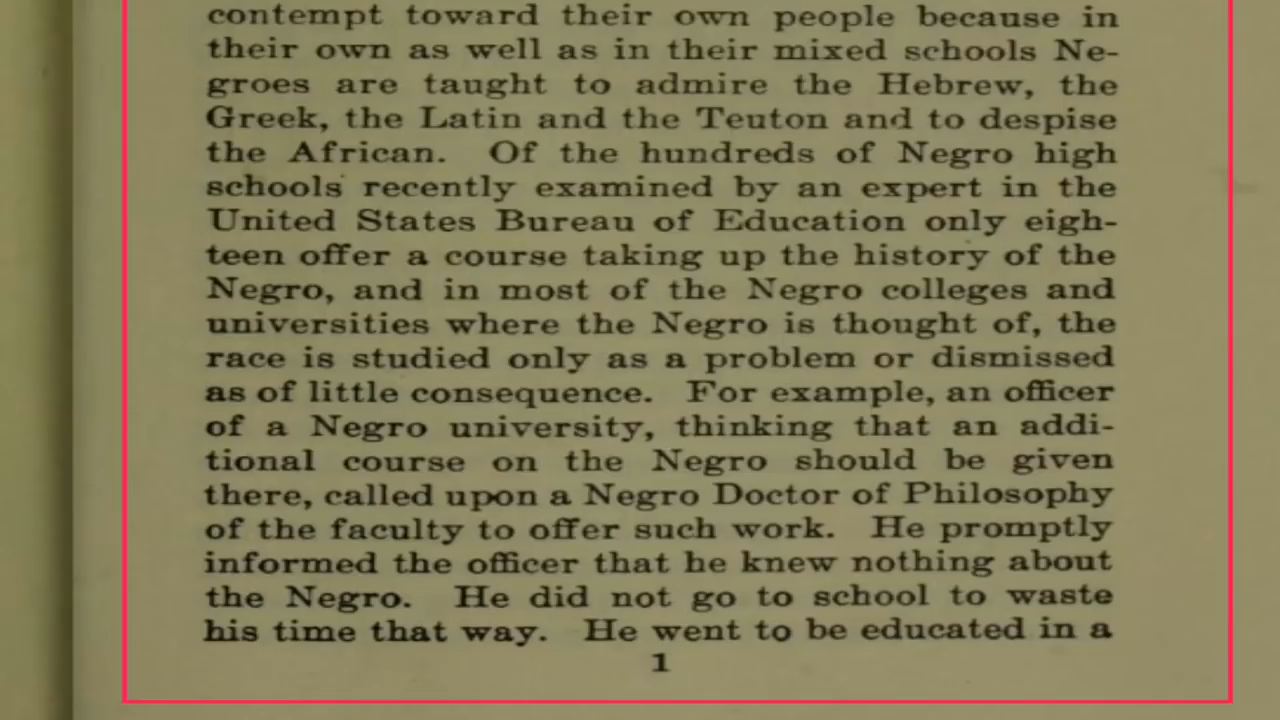 contempt toward their own people because in
their own as well as in their mixed schools Ne-
groes are taught to admire the Hebrew, the
Greek, the Latin and the Teuton and to despise
the African. Of the hundreds of Negro high
schools recently examined by an expert in the
United States Bureau of Education only eigh-
teen offer a course taking up the history of the
Negro, and in most of the Negro colleges and
universities where the Negro is thought of, the
race is studied only as a problem or dismissed
as of little consequence. For example, an officer
of a Negro university, thinking that an addi-
tional course on the Negro should be given
there, called upon a Negro Doctor of Philosophy
of the faculty to offer such work. He promptly
informed the officer that he knew nothing about
the Negro. He did not go to school to waste
his time that way. He went to be educated in a
1